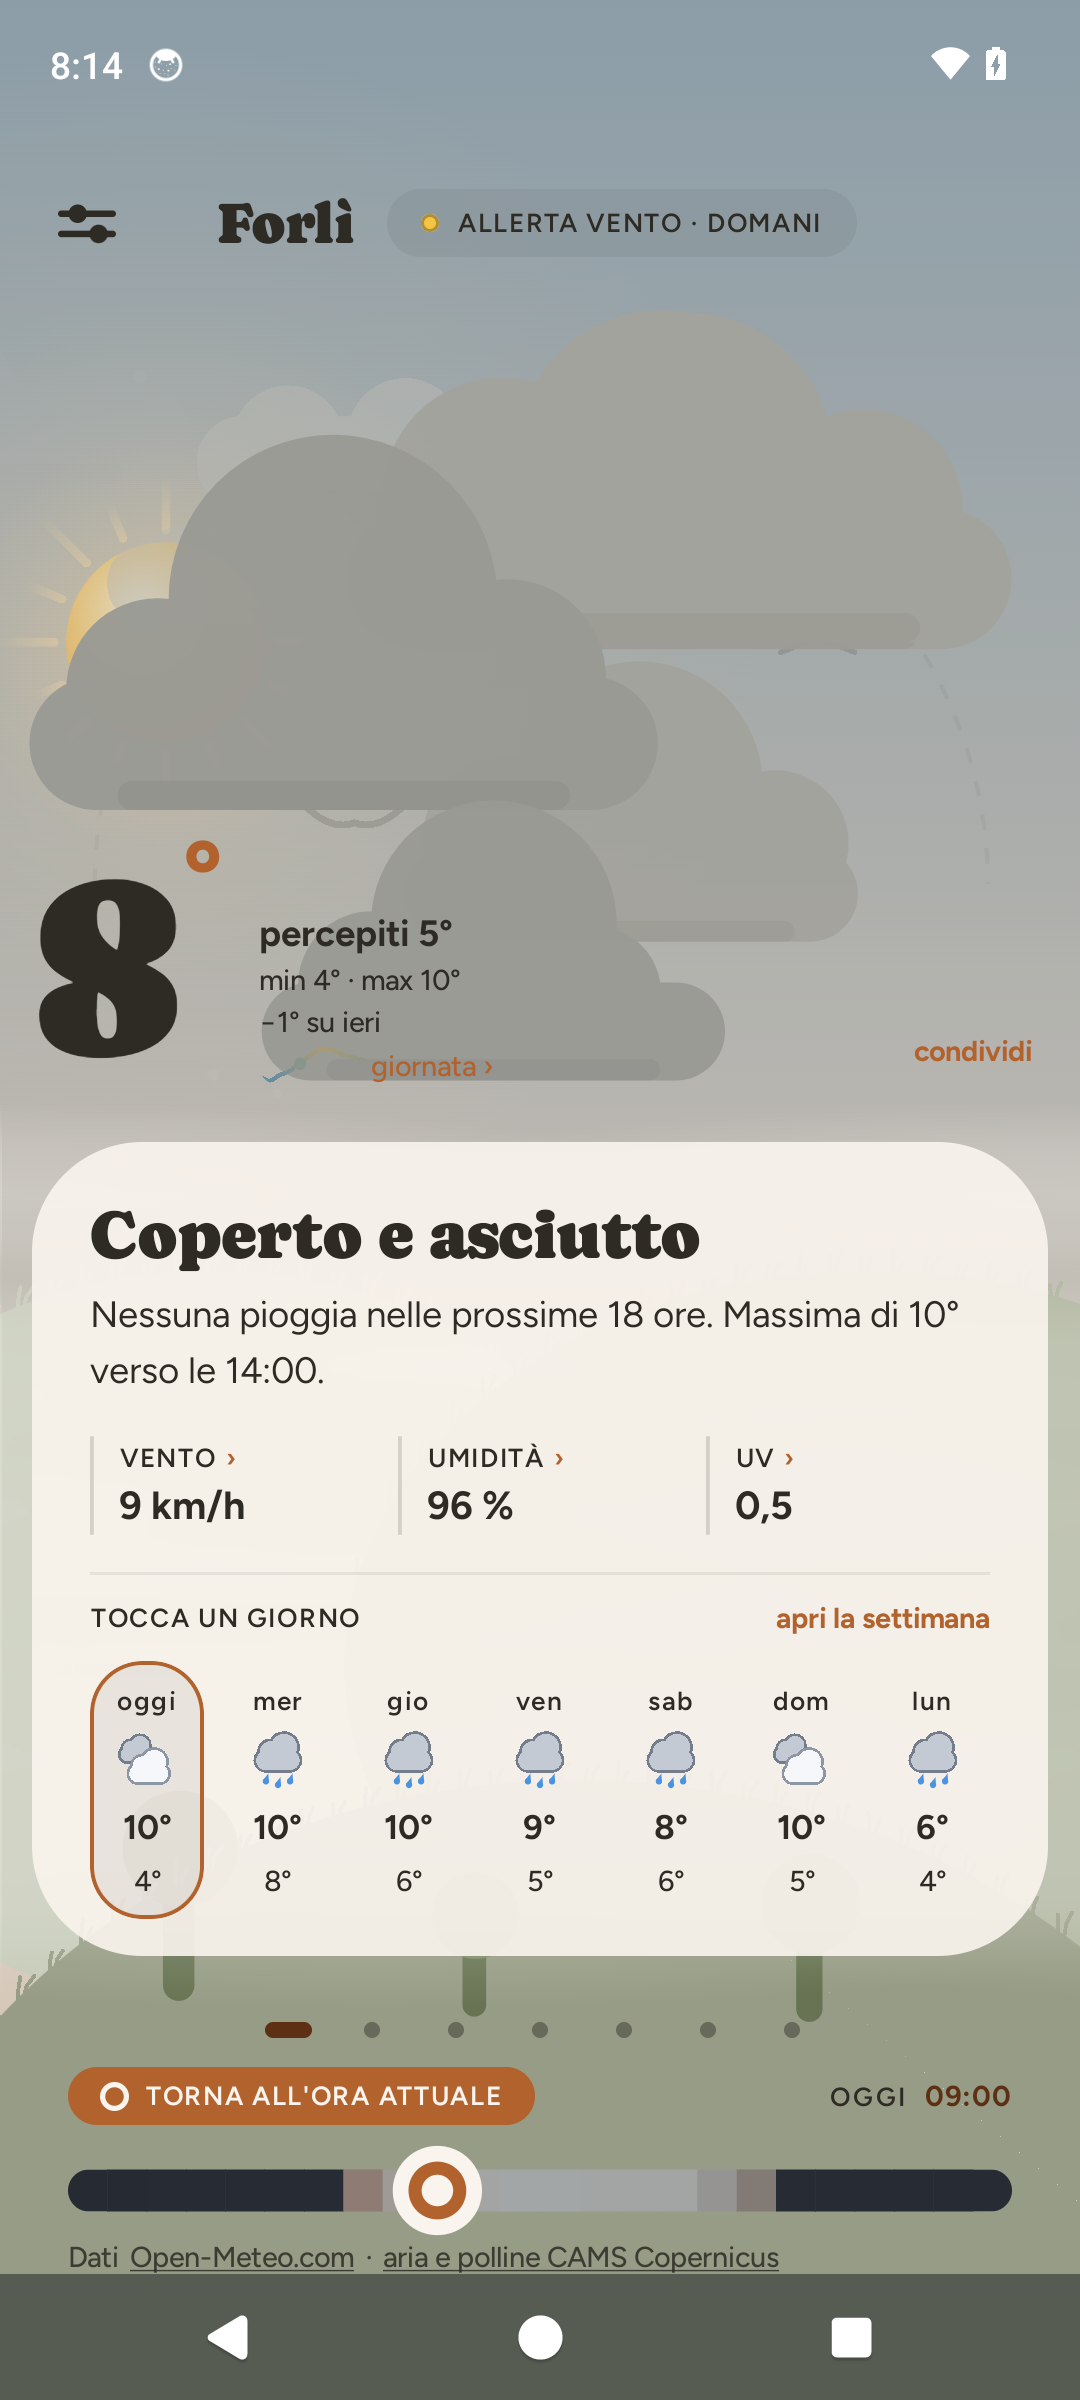 8:14
Forlì
ALLERTA VENTO · DOMANI
8°
percepiti 5°
min 4° · max 10°
−1° su ieri
giornata ›
condividi
Coperto e asciutto
Nessuna pioggia nelle prossime 18 ore. Massima di 10°
verso le 14:00.
VENTO › UMIDITÀ › UV ›
9 km/h 96 % 0,5
TOCCA UN GIORNO apri la settimana
oggi mer gio ven sab dom lun
10° 10° 10° 9° 8° 10° 6°
4° 8° 6° 5° 6° 5° 4°
TORNA ALL'ORA ATTUALE OGGI 09:00
Dati Open-Meteo.com · aria e polline CAMS Copernicus